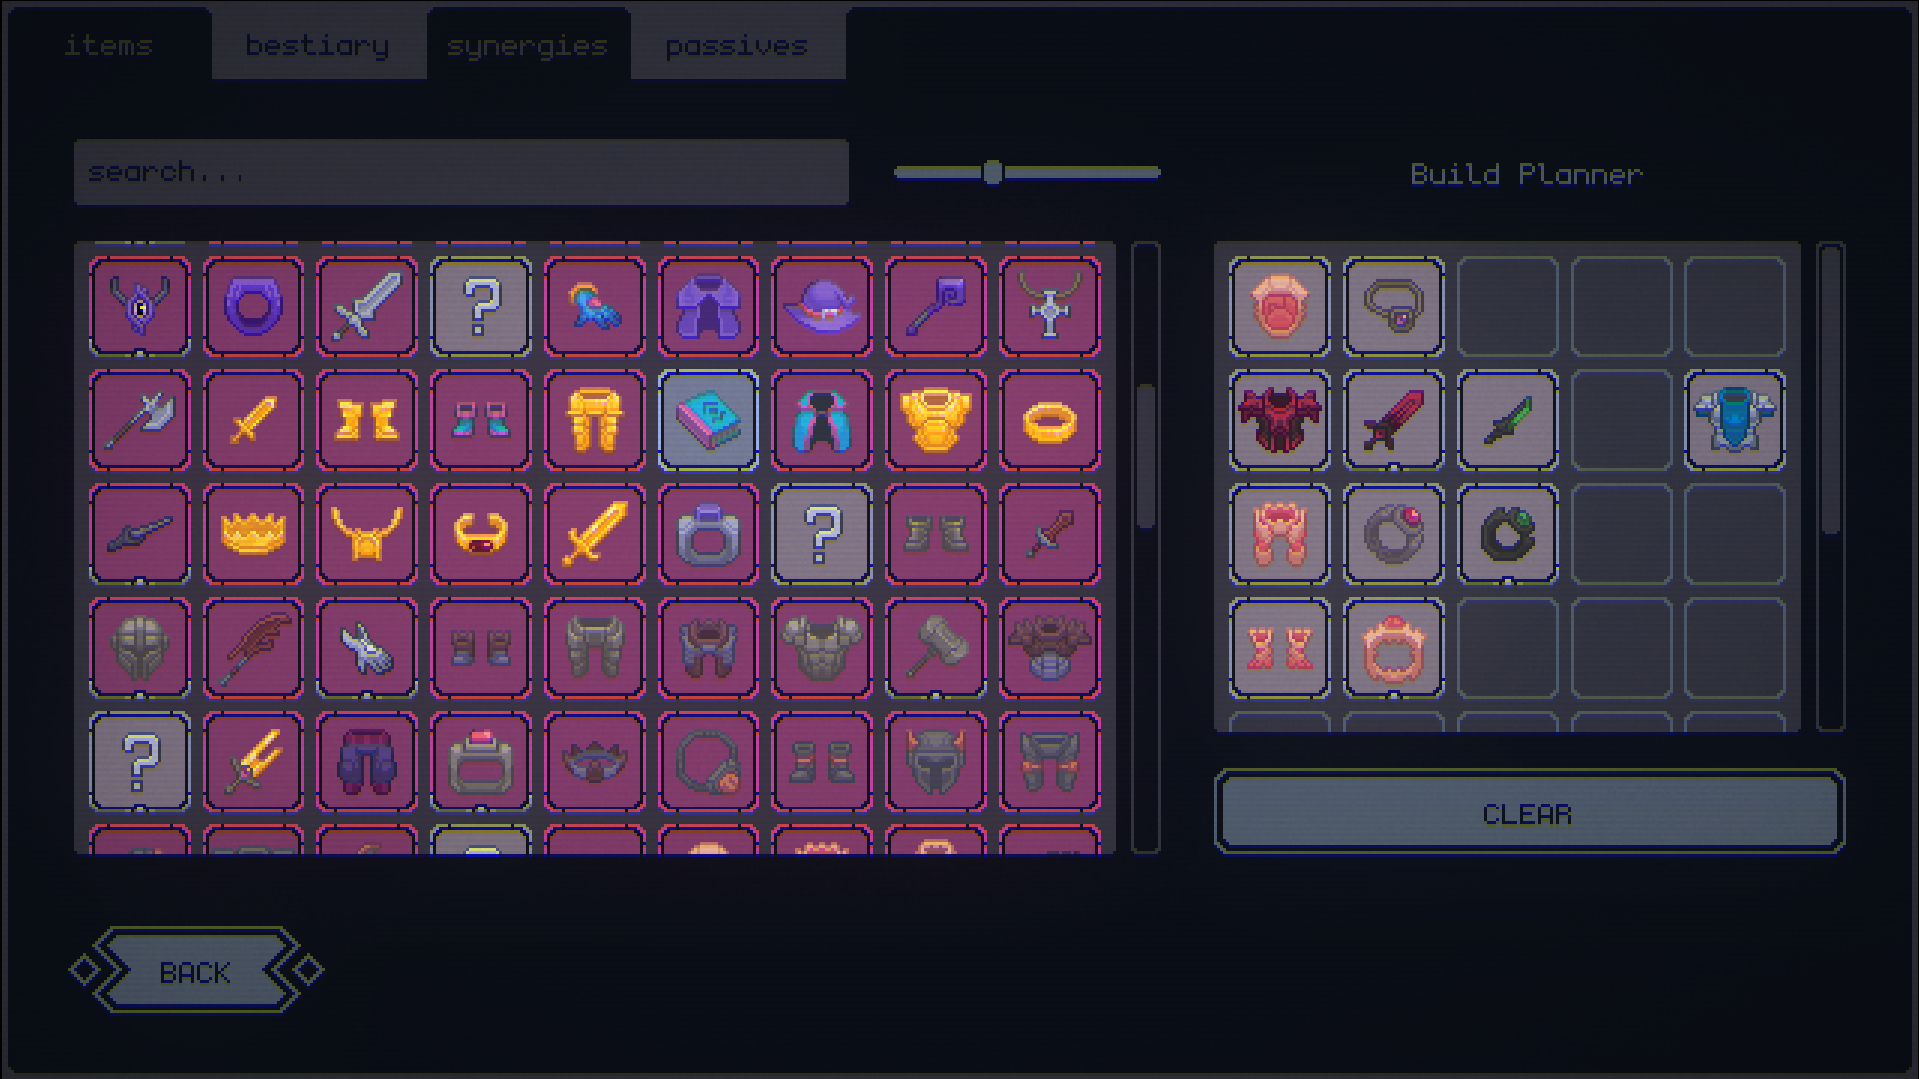 items
bestiary
synergies
passives
search...
Build Planner
?
?
?
CLEAR
BACK